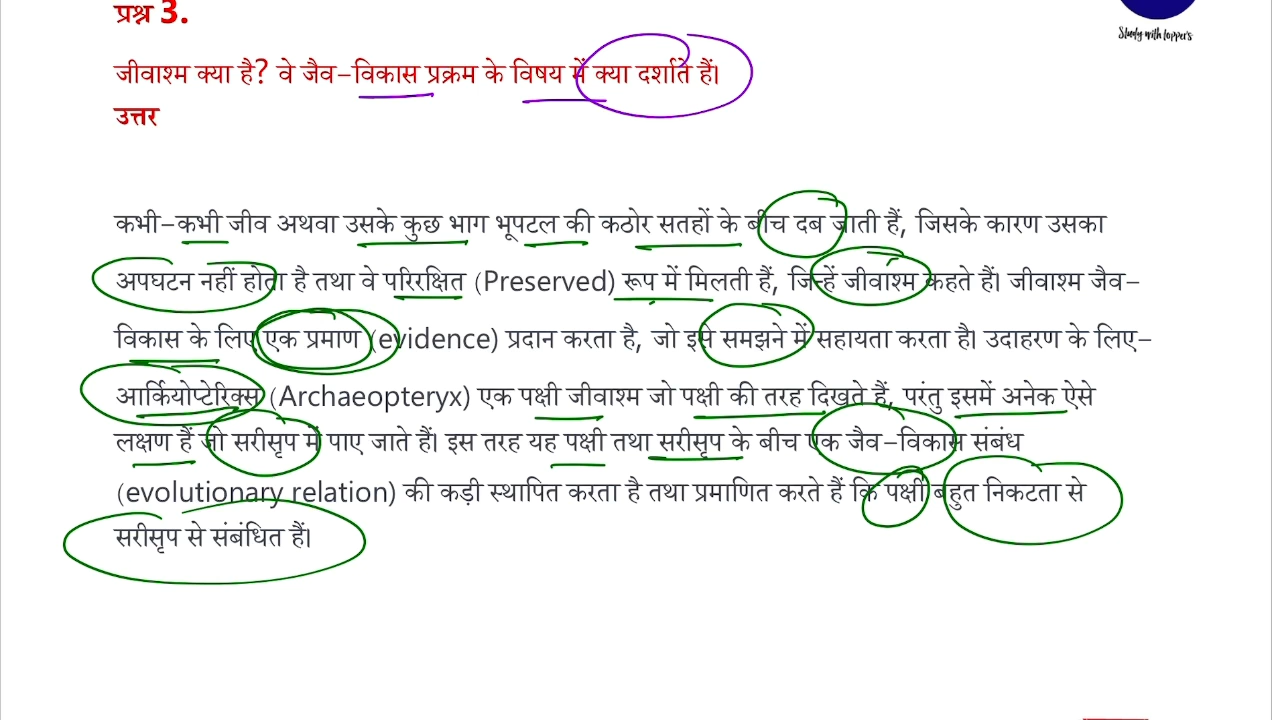 प्रश्न 3.
Study with toppers
जीवाश्म क्या है? वे जैव-विकास प्रक्रम के विषय में क्या दर्शाते हैं।
उत्तर
कभी-कभी जीव अथवा उसके कुछ भाग भूपटल की कठोर सतहों के बीच दब जाती हैं, जिसके कारण उसका
अपघटन नहीं होता है तथा वे परिरक्षित (Preserved) रूप में मिलती हैं, जिन्हें जीवाश्म कहते हैं। जीवाश्म जैव-
विकास के लिए एक प्रमाण (evidence) प्रदान करता है, जो इसे समझने में सहायता करता है। उदाहरण के लिए-
आर्कियोप्टेरिक्स (Archaeopteryx) एक पक्षी जीवाश्म जो पक्षी की तरह दिखते हैं, परंतु इसमें अनेक ऐसे
लक्षण हैं जो सरीसृप में पाए जाते हैं। इस तरह यह पक्षी तथा सरीसृप के बीच एक जैव-विकास संबंध
(evolutionary relation) की कड़ी स्थापित करता है तथा प्रमाणित करते हैं कि पक्षी बहुत निकटता से
सरीसृप से संबंधित हैं।